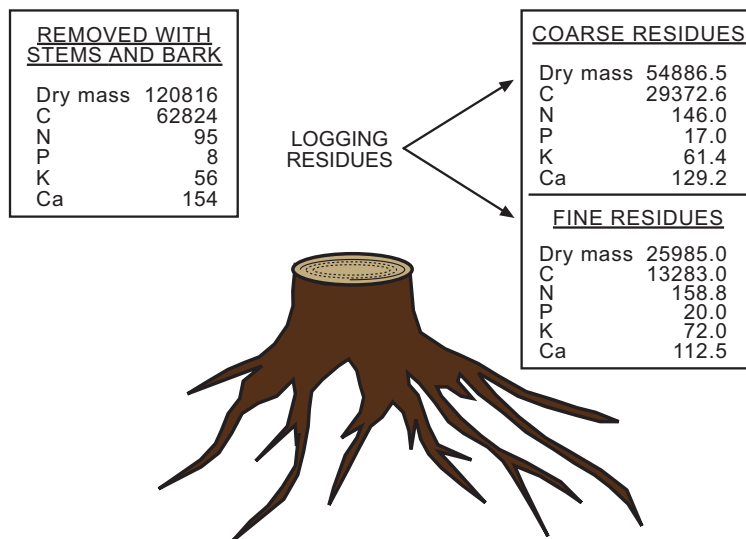 REMOVED WITH
STEMS AND BARK
Dry mass 120816
C 62824
N 95
P 8
K 56
Ca 154
LOGGING
RESIDUES
COARSE RESIDUES
Dry mass 54886.5
C 29372.6
N 146.0
P 17.0
K 61.4
Ca 129.2
FINE RESIDUES
Dry mass 25985.0
C 13283.0
N 158.8
P 20.0
K 72.0
Ca 112.5